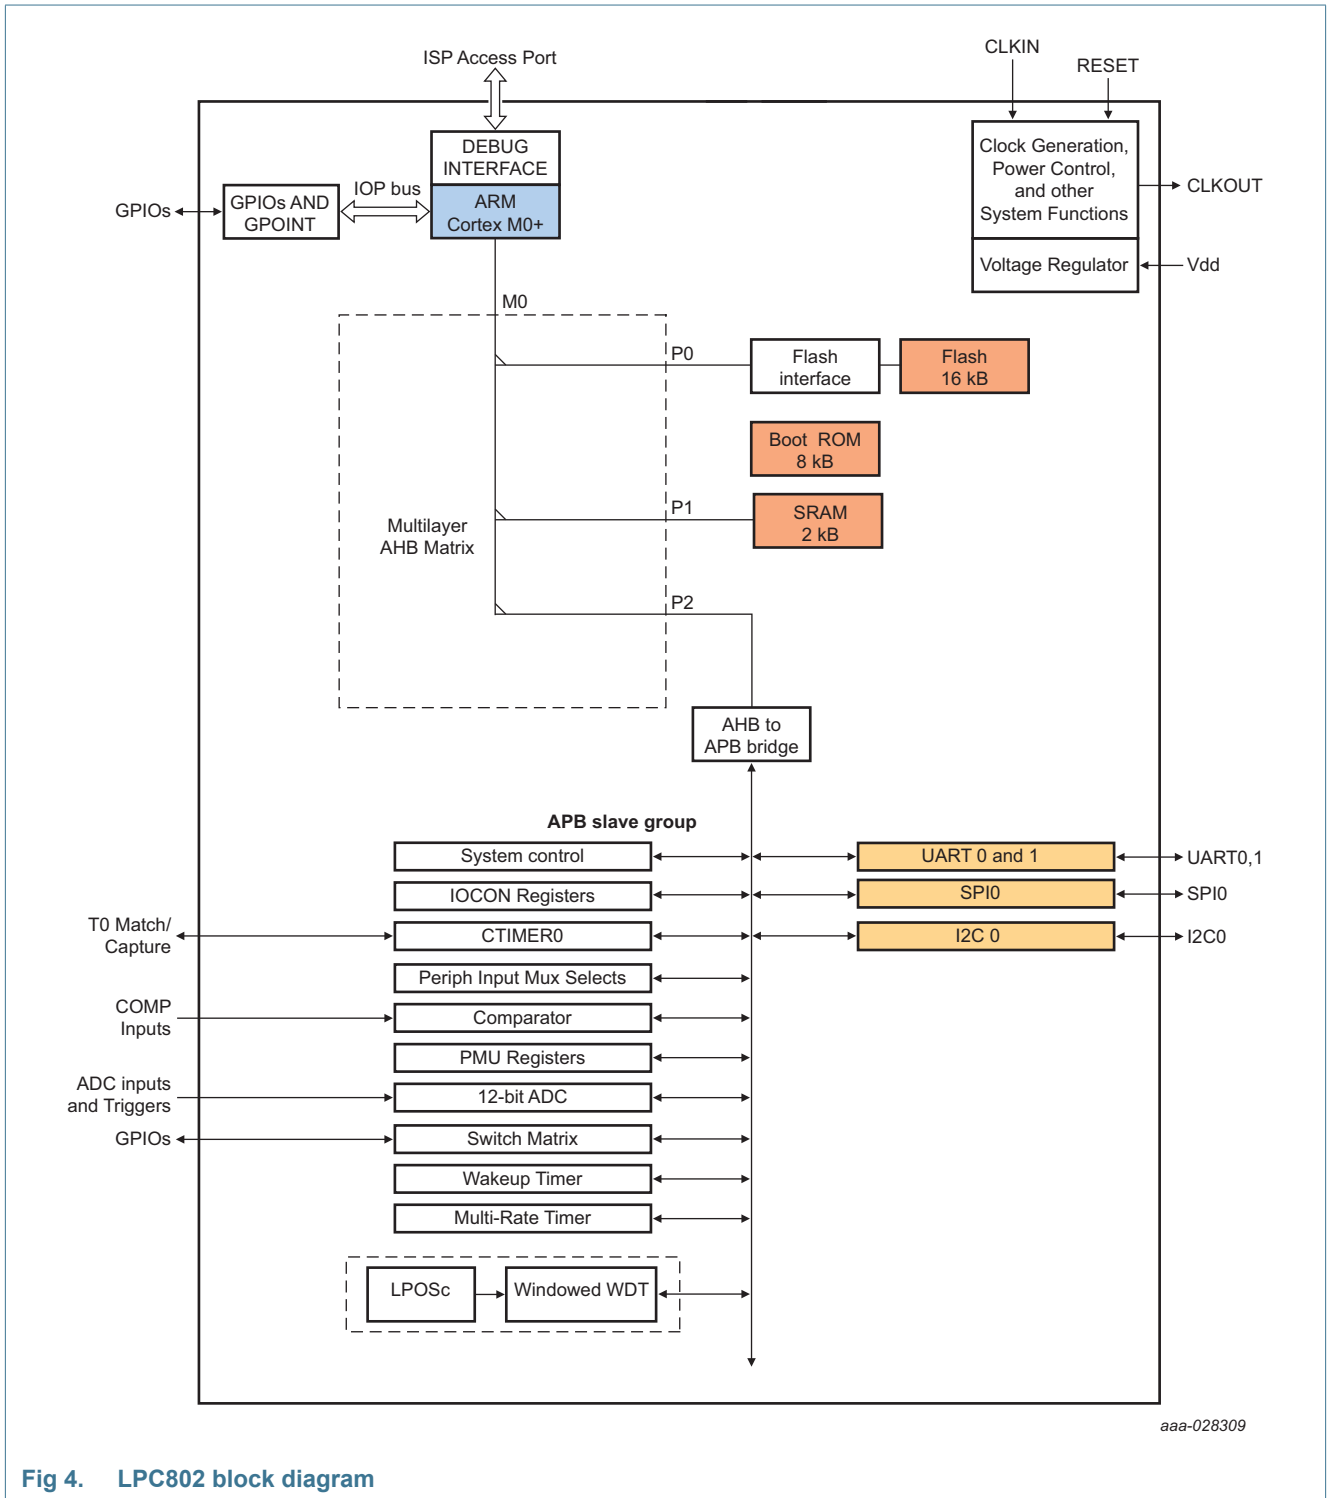 ISP Access Port
CLKIN
RESET
DEBUG
INTERFACE
ARM
Cortex M0+
IOP bus
GPIOs
GPIOs AND
GPOINT
Clock Generation,
Power Control,
and other
System Functions
CLKOUT
Voltage Regulator
Vdd
M0
P0
Flash
interface
Flash
16 kB
Boot ROM
8 kB
P1
SRAM
2 kB
Multilayer
AHB Matrix
P2
AHB to
APB bridge
APB slave group
System control
UART 0 and 1
UART0,1
IOCON Registers
SPI0
SPI0
T0 Match/
Capture
CTIMER0
I2C 0
I2C0
Periph Input Mux Selects
COMP
Inputs
Comparator
PMU Registers
ADC inputs
and Triggers
12-bit ADC
GPIOs
Switch Matrix
Wakeup Timer
Multi-Rate Timer
LPOSc
Windowed WDT
aaa-028309
Fig 4. LPC802 block diagram